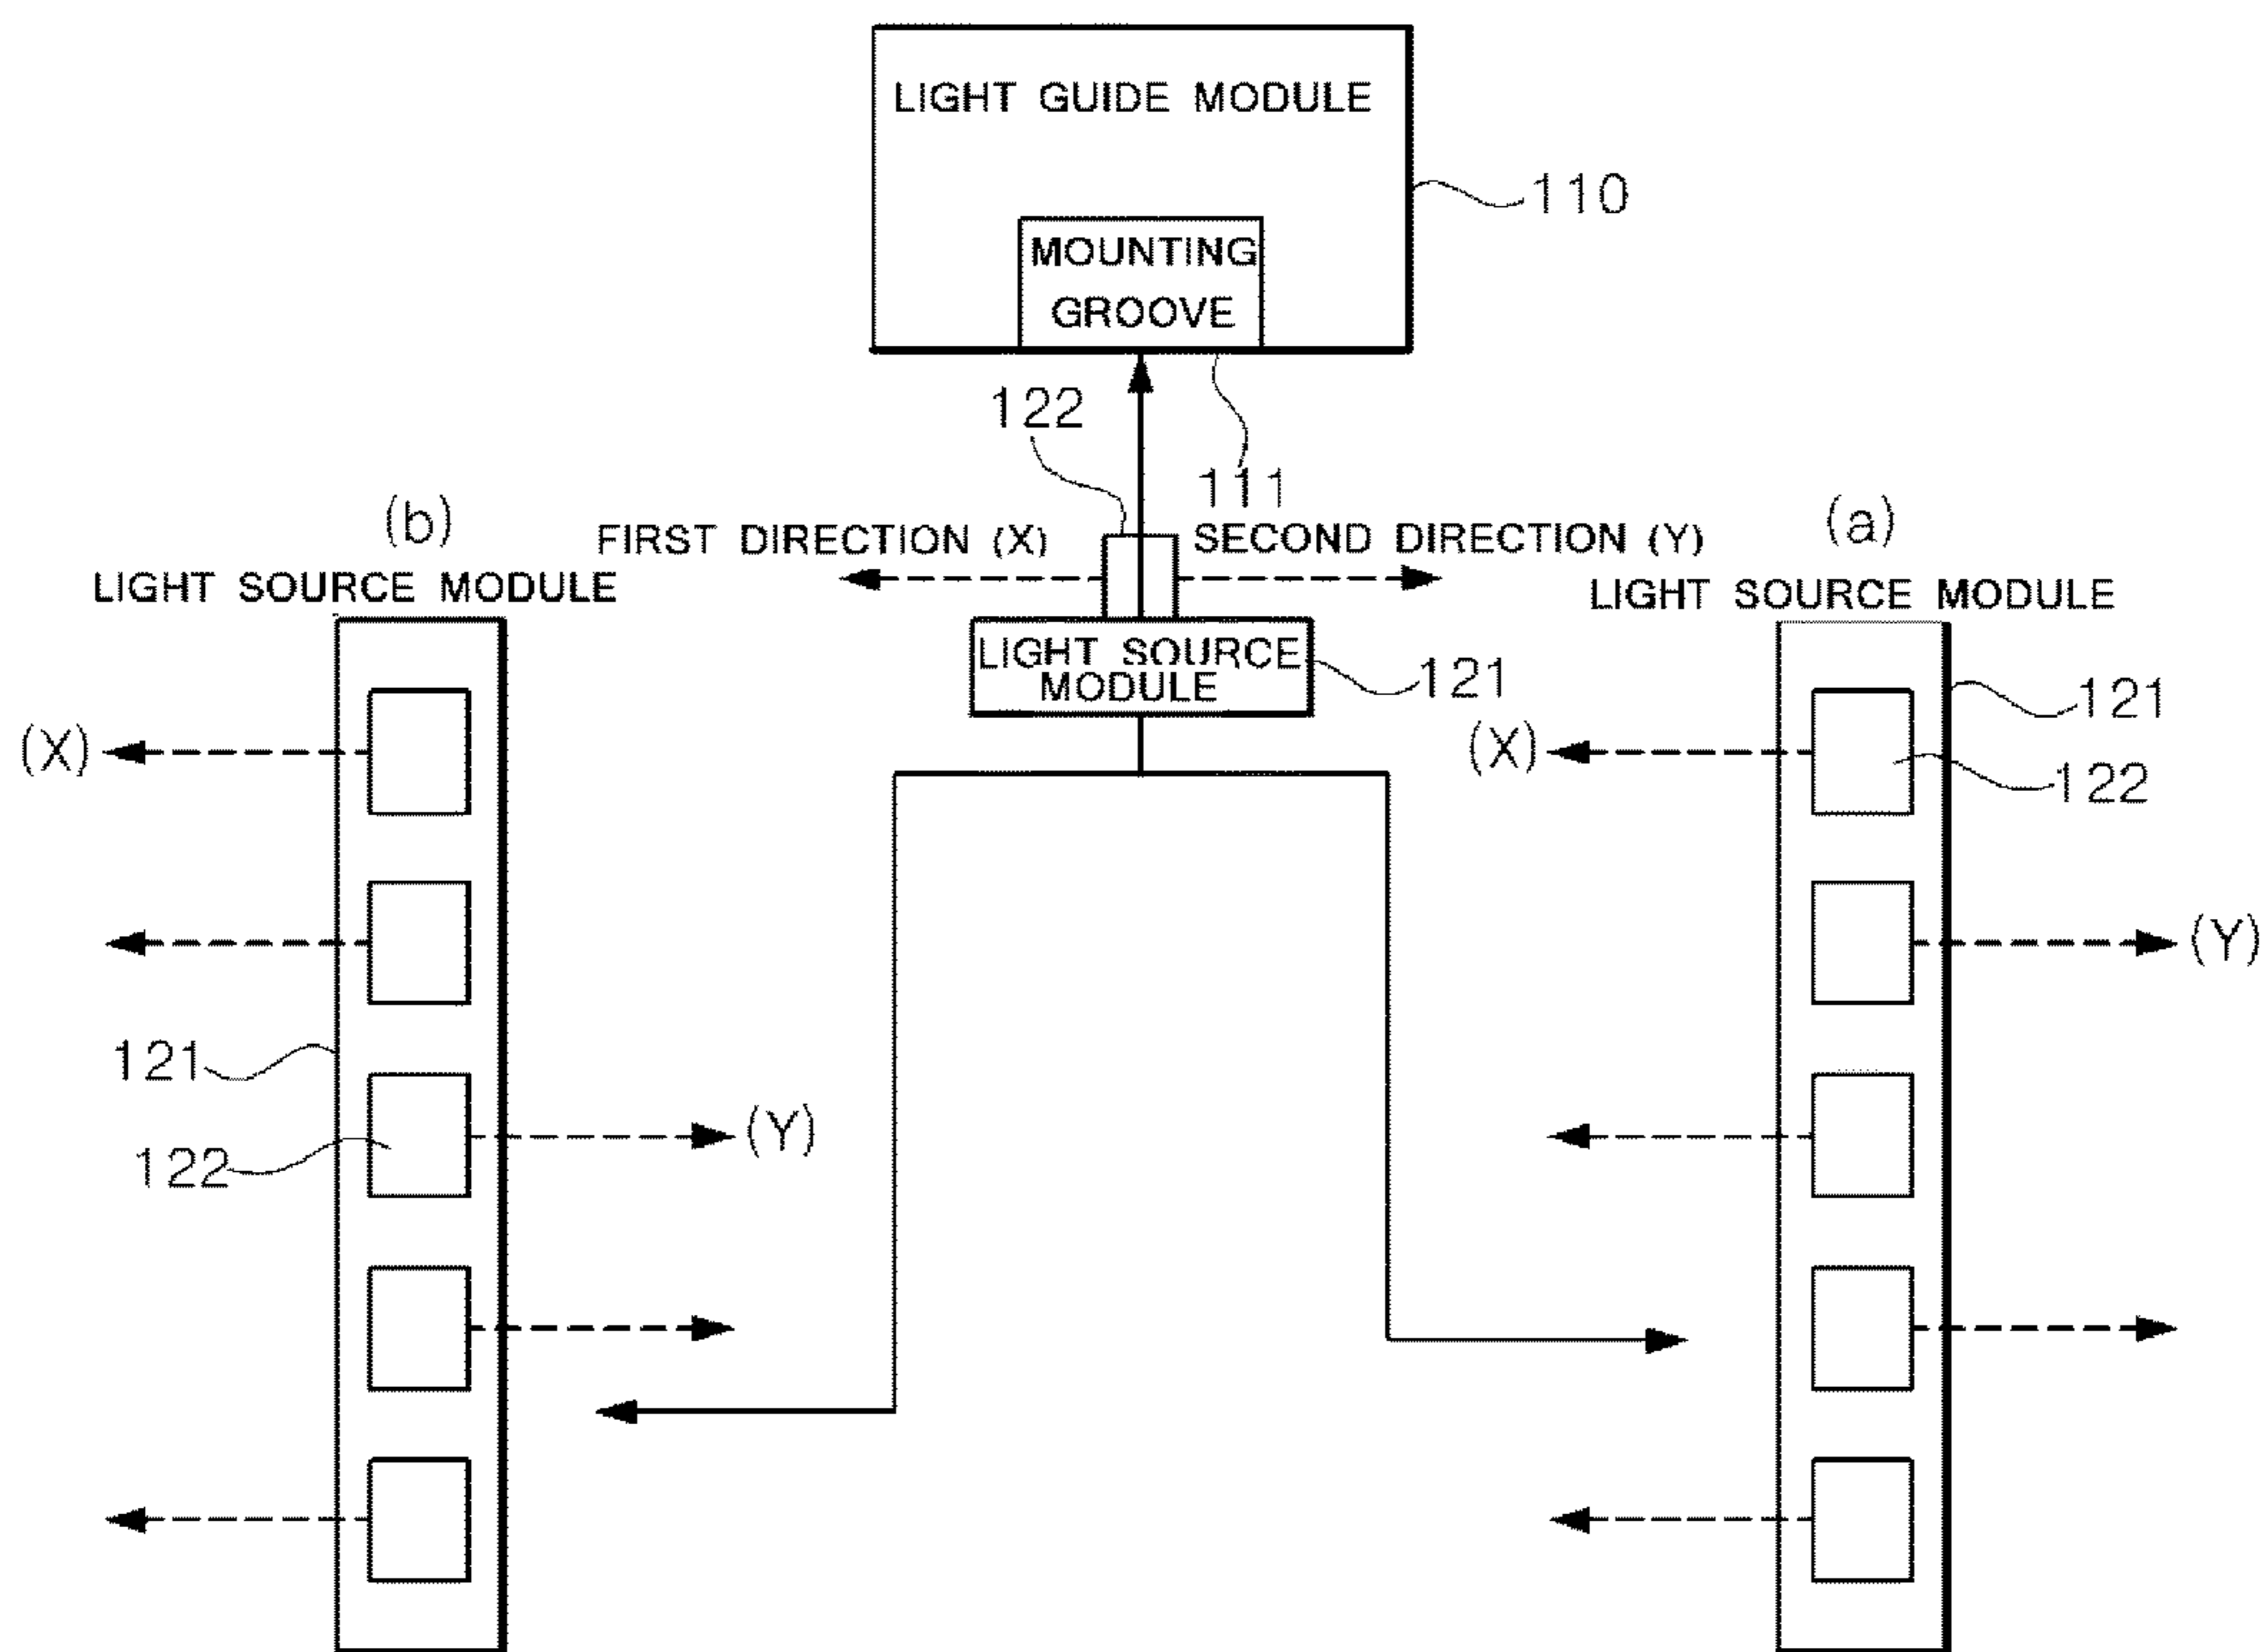 LIGHT GUIDE MODULE
110
MOUNTING
GROOVE
122
111
(b)
(a)
FIRST DIRECTION (X)
SECOND DIRECTION (Y)
LIGHT SOURCE MODULE
LIGHT SOURCE MODULE
LIGHT SOURCE
MODULE
121
121
(X)
(X)
122
(Y)
121
(Y)
122